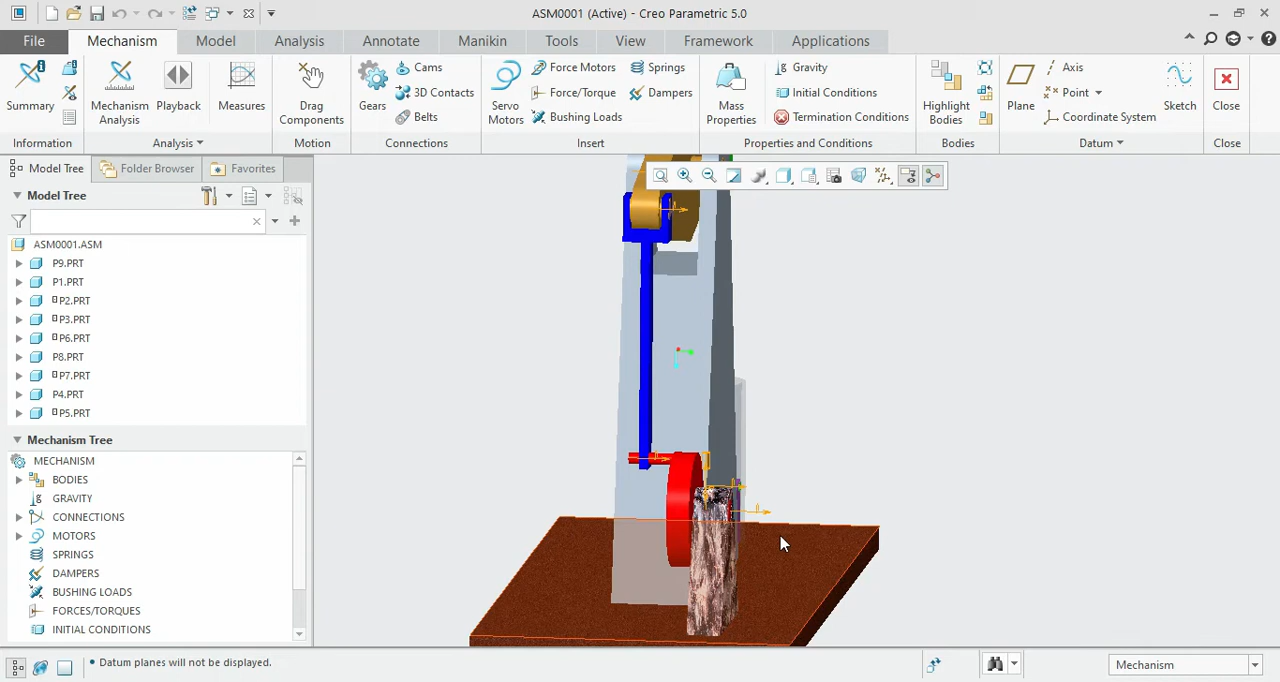 ASM0001 (Active) - Creo Parametric 5.0
File Mechanism Model Analysis Annotate Manikin Tools View Framework Applications
Summary
Mechanism Analysis
Playback
Measures
Drag Components
Gears
Cams
3D Contacts
Belts
Servo Motors
Force Motors
Force/Torque
Bushing Loads
Springs
Dampers
Mass Properties
Gravity
Initial Conditions
Termination Conditions
Highlight Bodies
Plane
Axis
Point
Coordinate System
Sketch
Close
Information Analysis Motion Connections Insert Properties and Conditions Bodies Datum Close
Model Tree Folder Browser Favorites
Model Tree
ASM0001.ASM
P9.PRT
P1.PRT
P2.PRT
P3.PRT
P6.PRT
P8.PRT
P7.PRT
P4.PRT
P5.PRT
Mechanism Tree
MECHANISM
BODIES
GRAVITY
CONNECTIONS
MOTORS
SPRINGS
DAMPERS
BUSHING LOADS
FORCES/TORQUES
INITIAL CONDITIONS
• Datum planes will not be displayed.
Mechanism